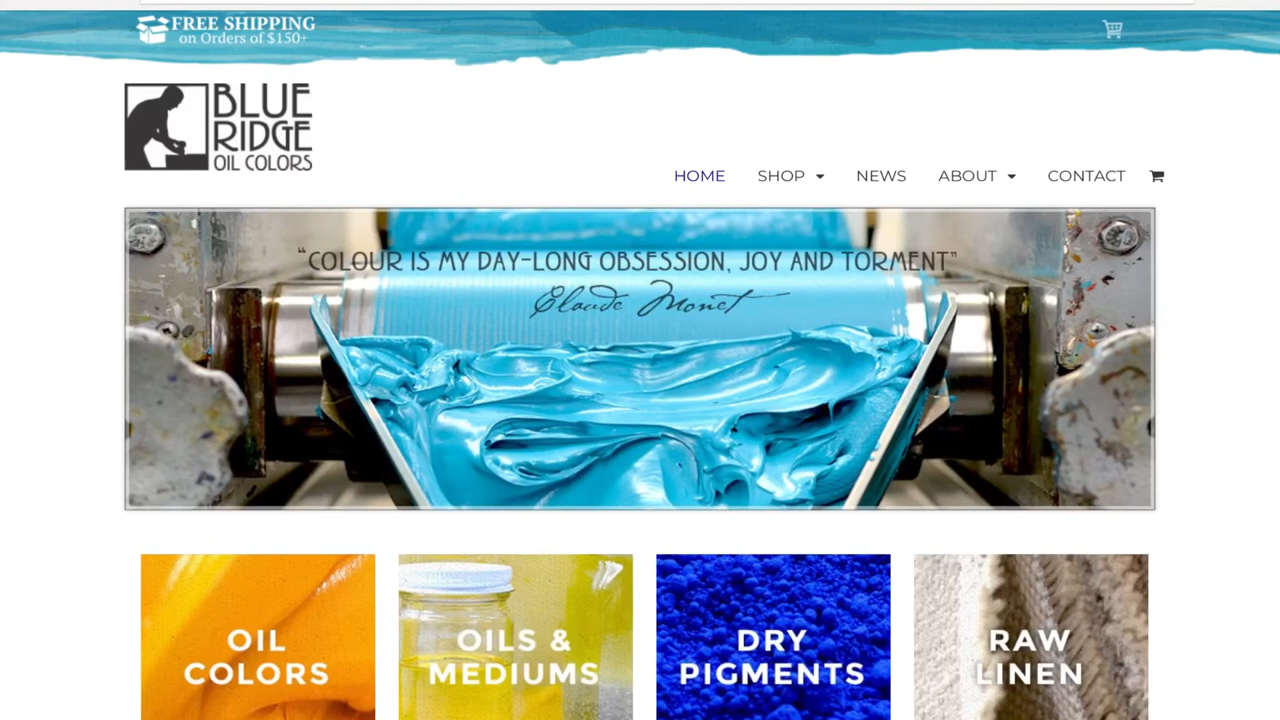 FREE SHIPPING
on Orders of $150+
BLUE
RIDGE
OIL COLORS
HOME SHOP NEWS ABOUT CONTACT
“COLOUR IS MY DAY-LONG OBSESSION, JOY AND TORMENT”
Claude Monet
OIL
COLORS
OILS &
MEDIUMS
DRY
PIGMENTS
RAW
LINEN